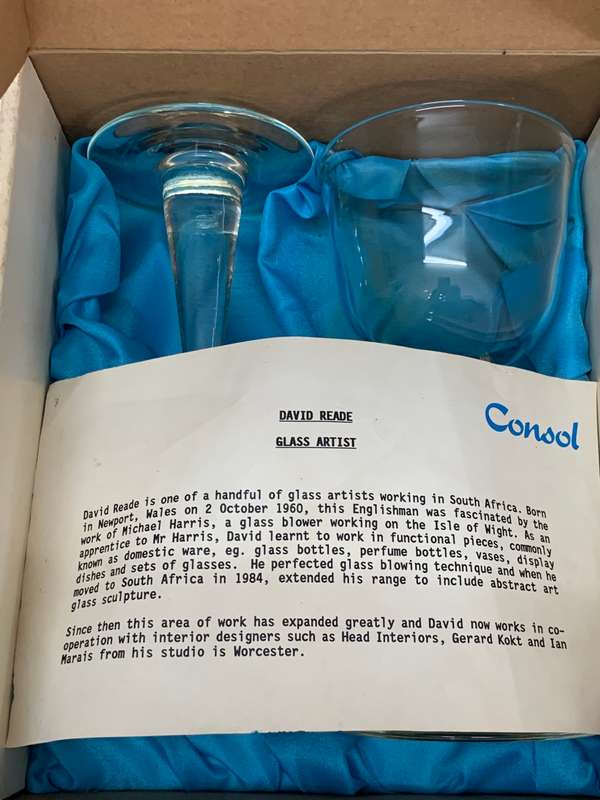 Consol
DAVID READE
GLASS ARTIST
David Reade is one of a handful of glass artists working in South Africa. Born
in Newport, Wales on 2 October 1960, this Englishman was fascinated by the
work of Michael Harris, a glass blower working on the Isle of Wight. As an
apprentice to Mr Harris, David learnt to work in functional pieces, commonly
known as domestic ware, eg. glass bottles, perfume bottles, vases, display
dishes and sets of glasses. He perfected glass blowing technique and when he
moved to South Africa in 1984, extended his range to include abstract art
glass sculpture.
Since then this area of work has expanded greatly and David now works in co-
operation with interior designers such as Head Interiors, Gerard Kokt and Ian
Marais from his studio is Worcester.